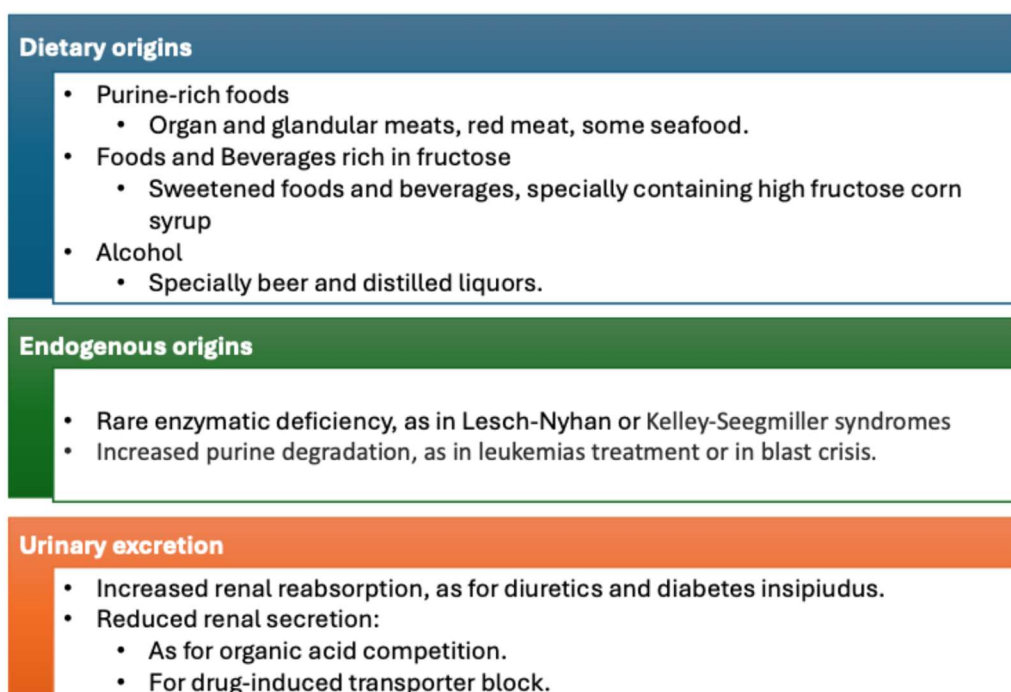 Dietary origins
• Purine-rich foods
• Organ and glandular meats, red meat, some seafood.
• Foods and Beverages rich in fructose
• Sweetened foods and beverages, specially containing high fructose corn
syrup
• Alcohol
• Specially beer and distilled liquors.
Endogenous origins
• Rare enzymatic deficiency, as in Lesch-Nyhan or Kelley-Seegmiller syndromes
• Increased purine degradation, as in leukemias treatment or in blast crisis.
Urinary excretion
• Increased renal reabsorption, as for diuretics and diabetes insipiudus.
• Reduced renal secretion:
• As for organic acid competition.
• For drug-induced transporter block.